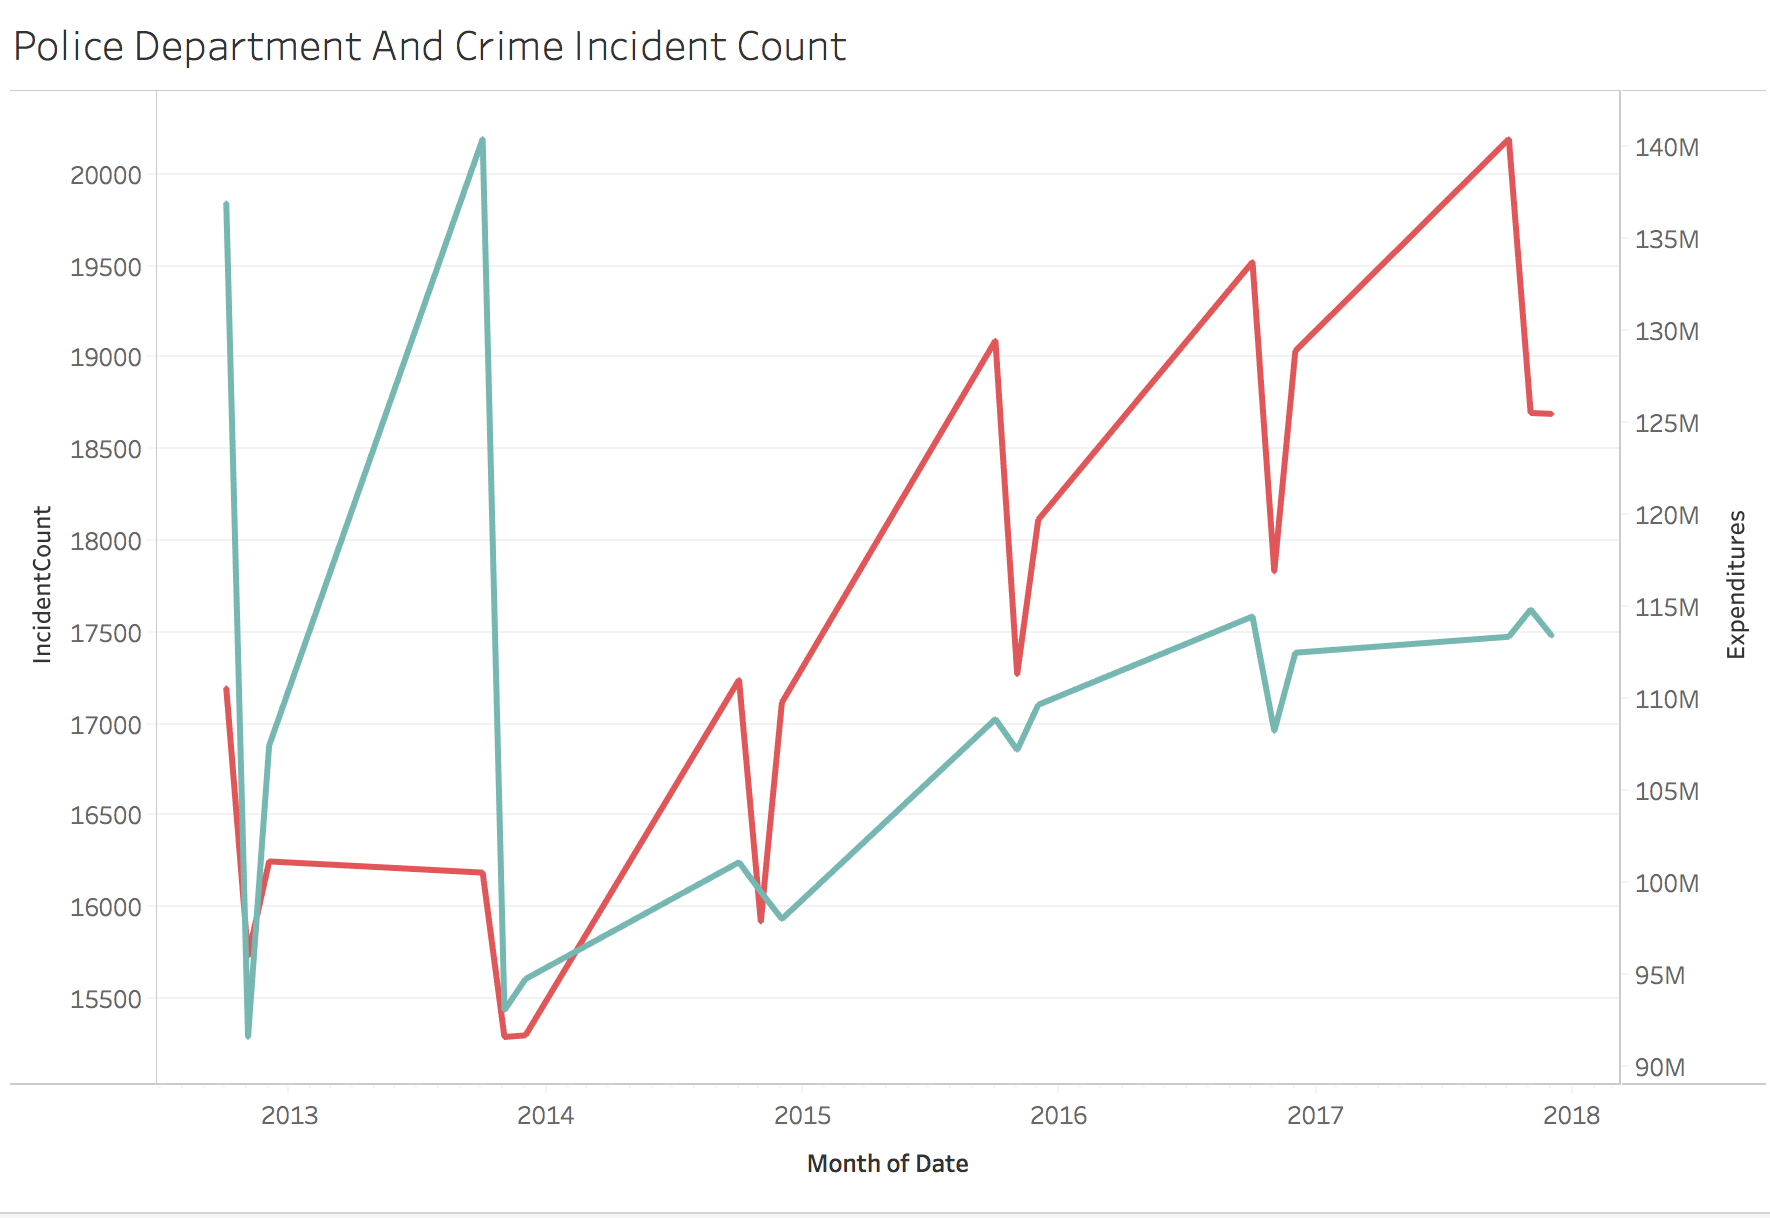 Police Department And Crime Incident Count
IncidentCount
20000
19500
19000
18500
18000
17500
17000
16500
16000
15500
140M
135M
130M
125M
120M
115M
110M
105M
100M
95M
90M
Expenditures
2013 2014 2015 2016 2017 2018
Month of Date